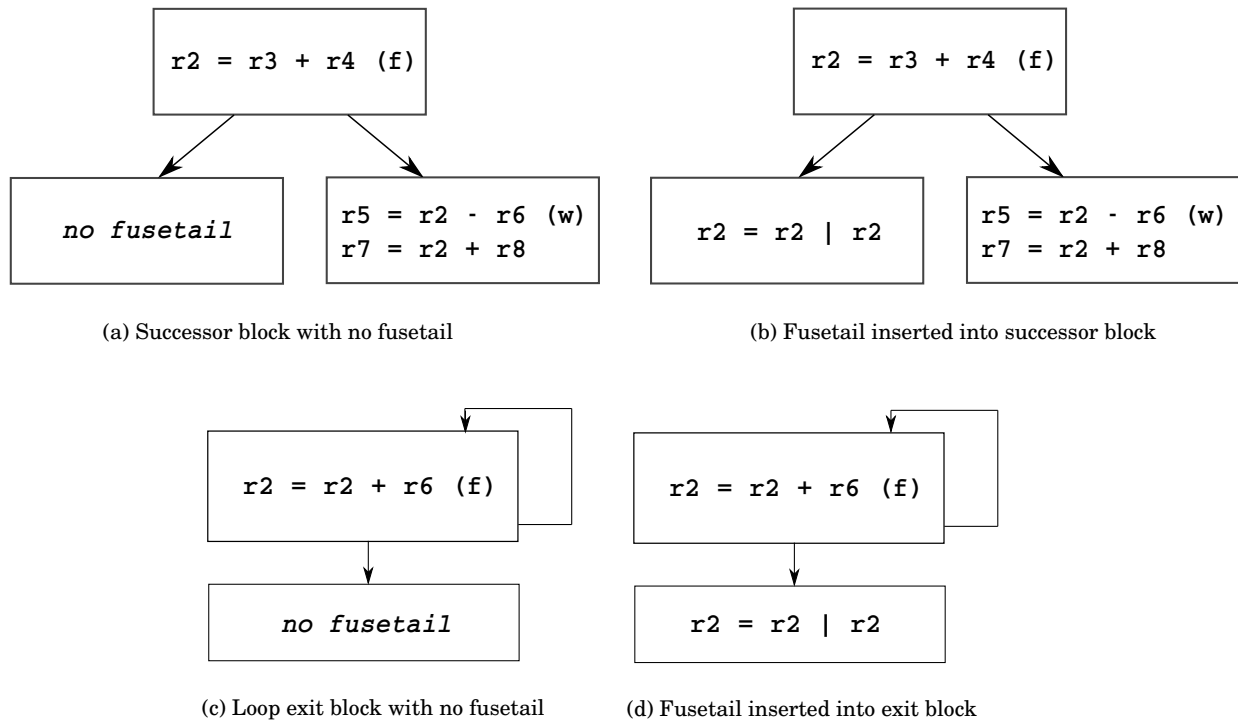 r2 = r3 + r4 (f)
no fusetail
r5 = r2 - r6 (w)
r7 = r2 + r8
(a) Successor block with no fusetail
r2 = r3 + r4 (f)
r2 = r2 | r2
r5 = r2 - r6 (w)
r7 = r2 + r8
(b) Fusetail inserted into successor block
r2 = r2 + r6 (f)
no fusetail
(c) Loop exit block with no fusetail
r2 = r2 + r6 (f)
r2 = r2 | r2
(d) Fusetail inserted into exit block